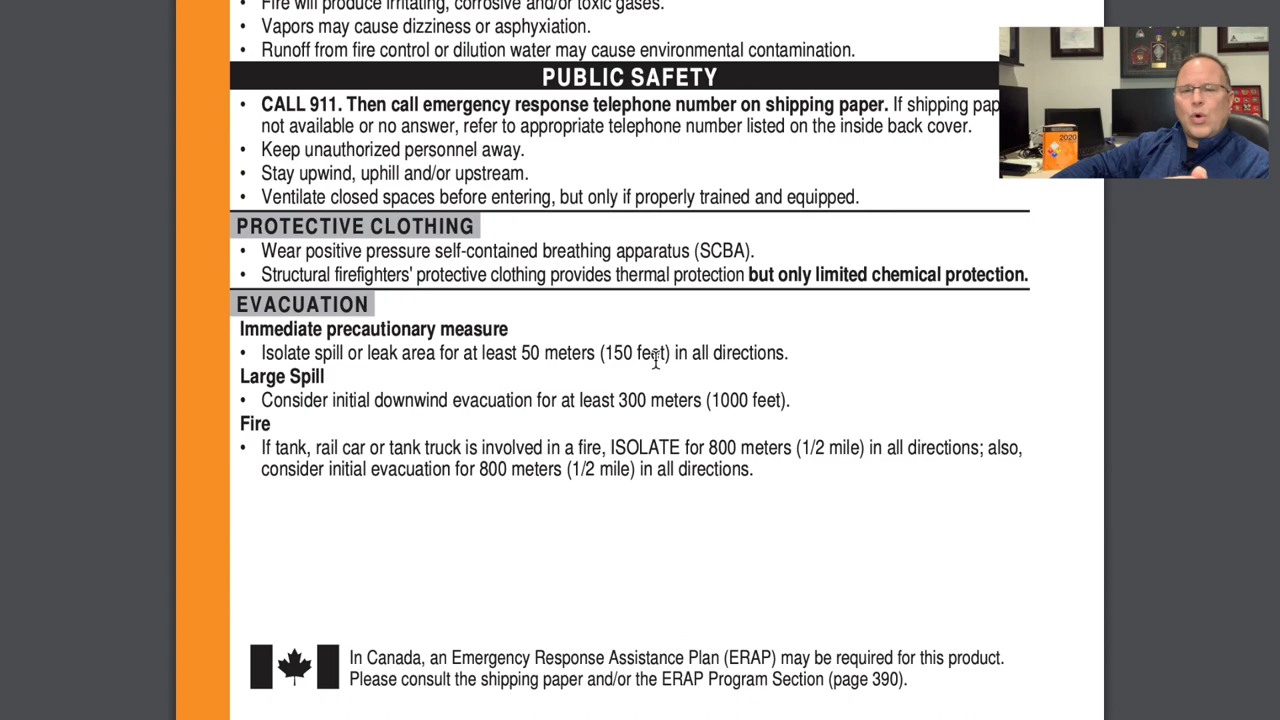 • Fire will produce irritating, corrosive and/or toxic gases.
• Vapors may cause dizziness or asphyxiation.
• Runoff from fire control or dilution water may cause environmental contamination.
PUBLIC SAFETY
• CALL 911. Then call emergency response telephone number on shipping paper. If shipping pap
not available or no answer, refer to appropriate telephone number listed on the inside back cover.
• Keep unauthorized personnel away.
• Stay upwind, uphill and/or upstream.
• Ventilate closed spaces before entering, but only if properly trained and equipped.
PROTECTIVE CLOTHING
• Wear positive pressure self-contained breathing apparatus (SCBA).
• Structural firefighters' protective clothing provides thermal protection but only limited chemical protection.
EVACUATION
Immediate precautionary measure
• Isolate spill or leak area for at least 50 meters (150 feet) in all directions.
Large Spill
• Consider initial downwind evacuation for at least 300 meters (1000 feet).
Fire
• If tank, rail car or tank truck is involved in a fire, ISOLATE for 800 meters (1/2 mile) in all directions; also,
consider initial evacuation for 800 meters (1/2 mile) in all directions.
In Canada, an Emergency Response Assistance Plan (ERAP) may be required for this product.
Please consult the shipping paper and/or the ERAP Program Section (page 390).
2020